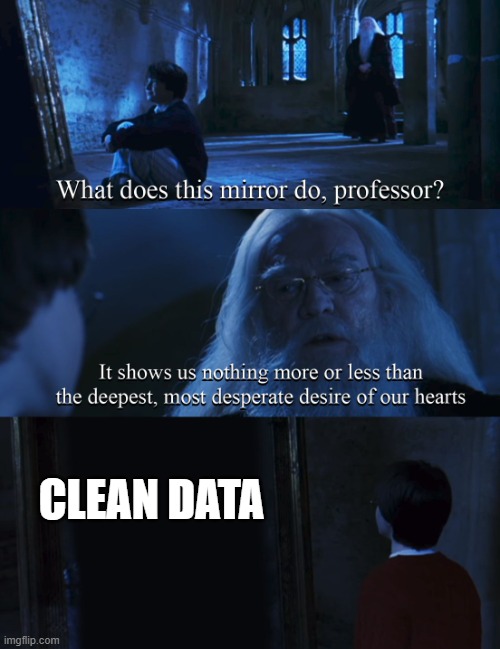 What does this mirror do, professor?
It shows us nothing more or less than
the deepest, most desperate desire of our hearts
CLEAN DATA
imgflip.com